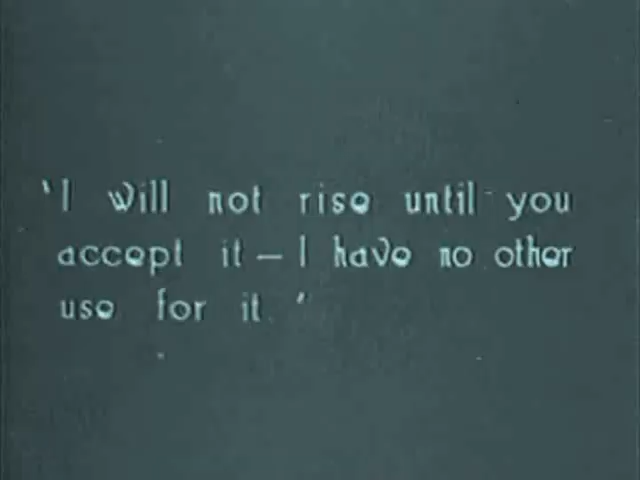 'I will not rise until you
accept it — I have no other
use for it.'